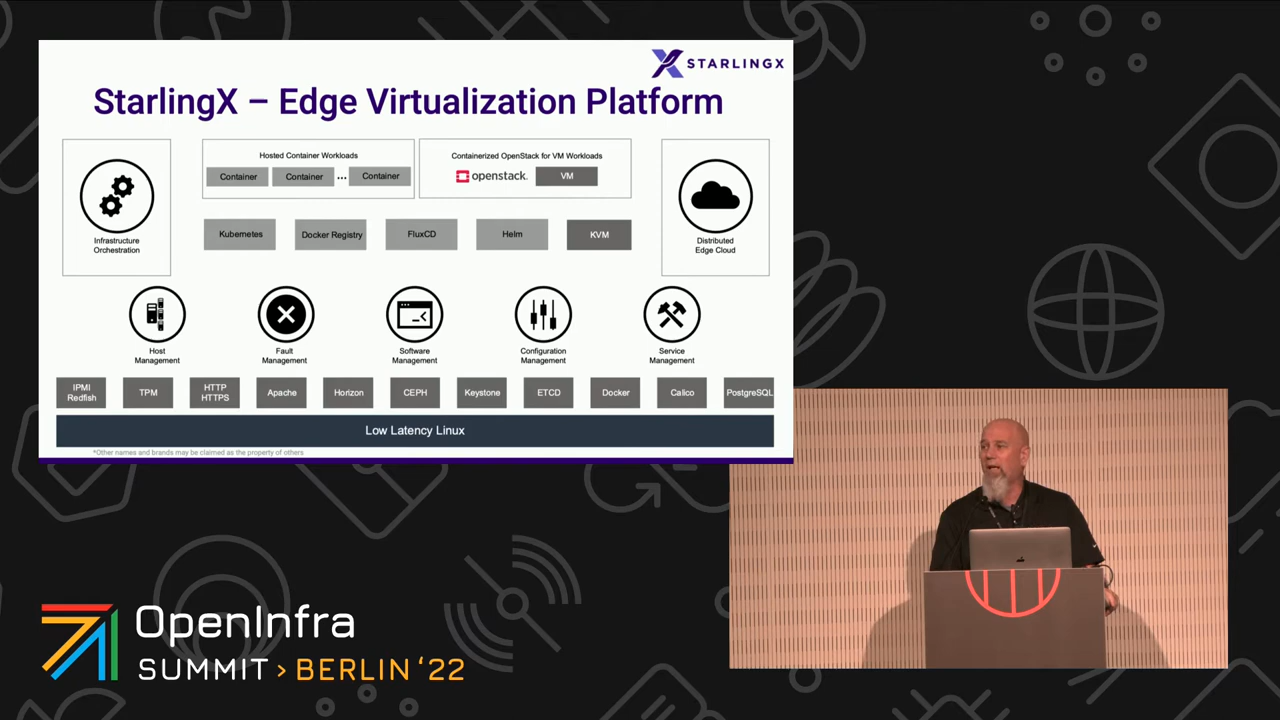 STARLINGX
StarlingX – Edge Virtualization Platform
Infrastructure
Orchestration
Hosted Container Workloads
Container
Container
...
Container
Containerized OpenStack for VM Workloads
openstack.
VM
Distributed
Edge Cloud
Kubernetes
Docker Registry
FluxCD
Helm
KVM
Host
Management
Fault
Management
Software
Management
Configuration
Management
Service
Management
IPMI
Redfish
TPM
HTTP
HTTPS
Apache
Horizon
CEPH
Keystone
ETCD
Docker
Calico
PostgreSQL
Low Latency Linux
*Other names and brands may be claimed as the property of others
OpenInfra
SUMMIT > BERLIN ‘22